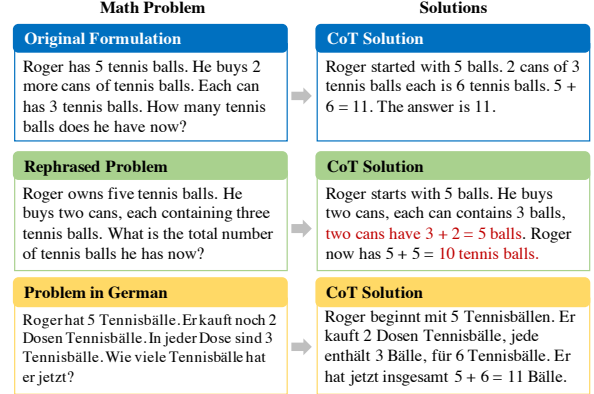 Math Problem
Solutions
Original Formulation
Roger has 5 tennis balls. He buys 2
more cans of tennis balls. Each can
has 3 tennis balls. How many tennis
balls does he have now?
CoT Solution
Roger started with 5 balls. 2 cans of 3
tennis balls each is 6 tennis balls. 5 +
6 = 11. The answer is 11.
Rephrased Problem
Roger owns five tennis balls. He
buys two cans, each containing three
tennis balls. What is the total number
of tennis balls he has now?
CoT Solution
Roger starts with 5 balls. He buys
two cans, each can contains 3 balls,
two cans have 3 + 2 = 5 balls. Roger
now has 5 + 5 = 10 tennis balls.
Problem in German
Roger hat 5 Tennisbälle. Er kauft noch 2
Dosen Tennisbälle. In jeder Dose sind 3
Tennisbälle. Wie viele Tennisbälle hat
er jetzt?
CoT Solution
Roger beginnt mit 5 Tennisbällen. Er
kauft 2 Dosen Tennisbälle, jede
enthält 3 Bälle, für 6 Tennisbälle. Er
hat jetzt insgesamt 5 + 6 = 11 Bälle.